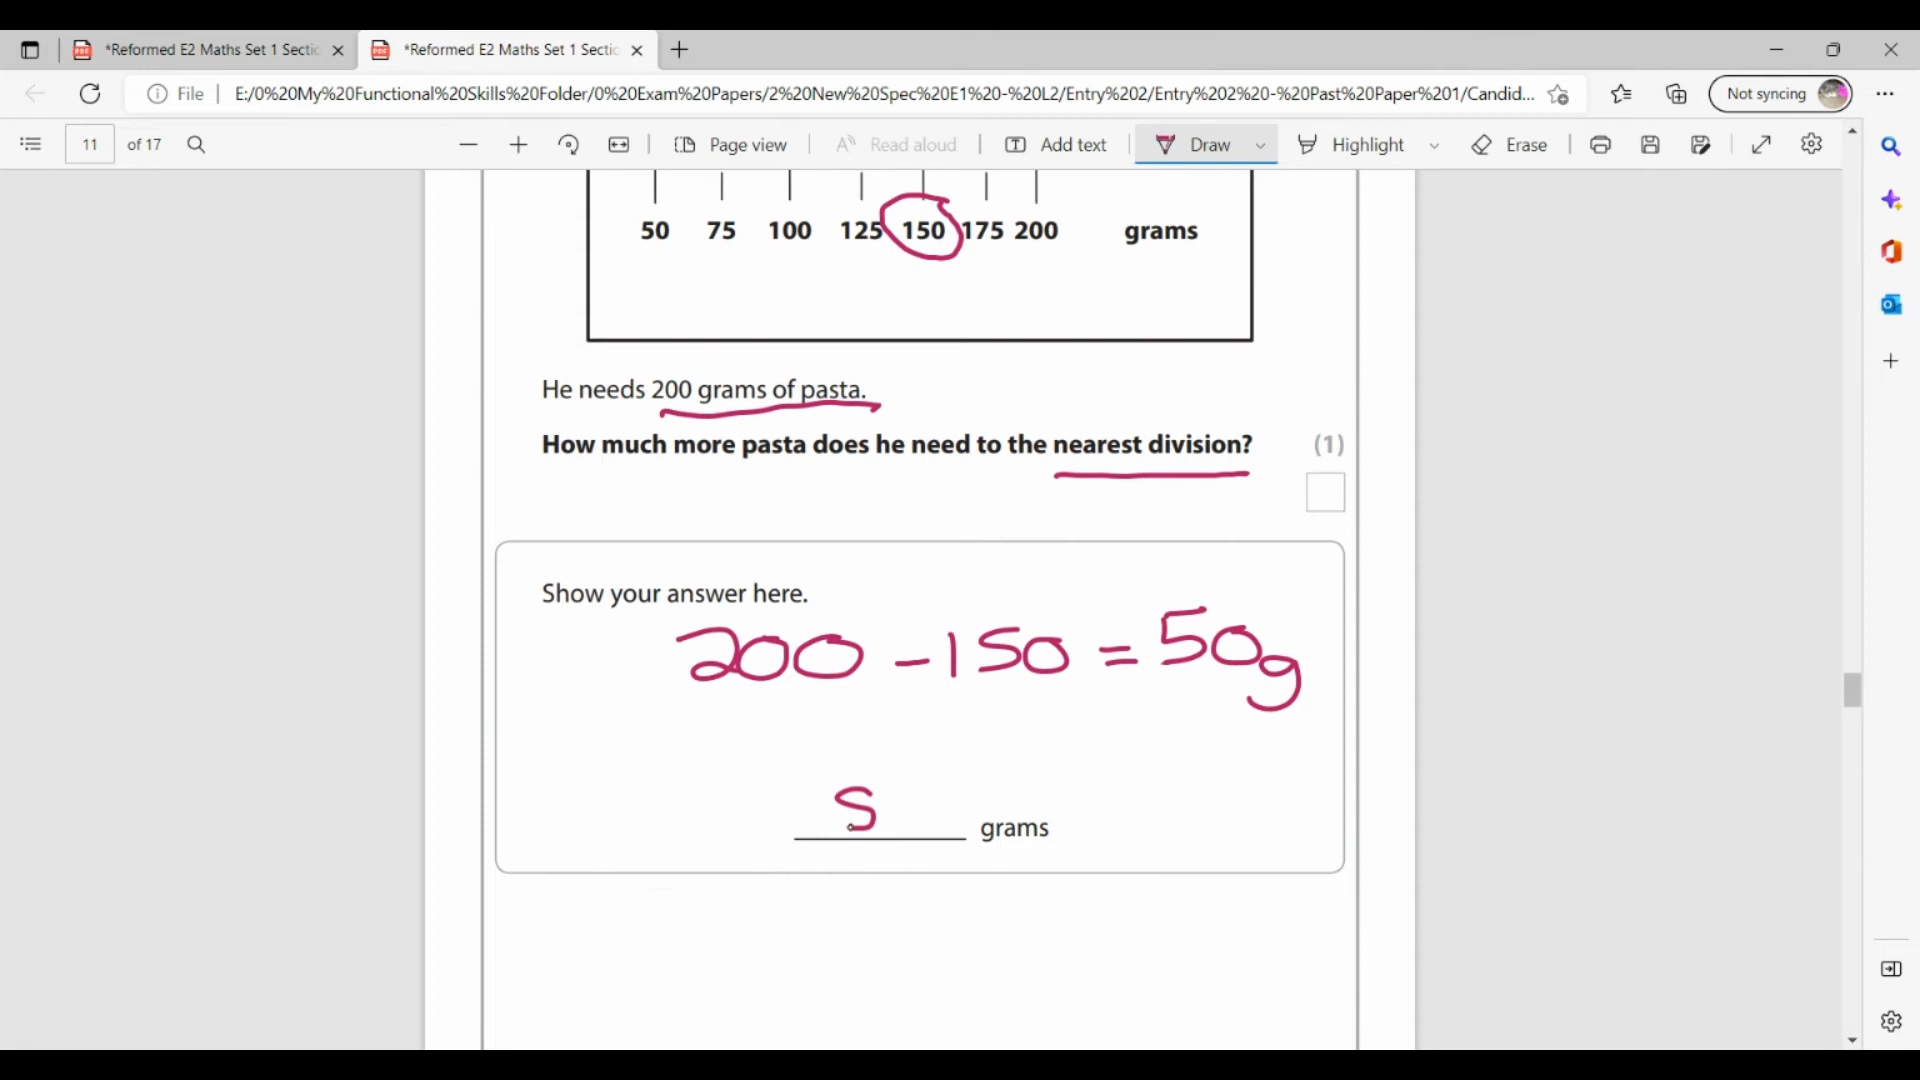 *Reformed E2 Maths Set 1 Sectio *Reformed E2 Maths Set 1 Sectio
File E:/0%20My%20Functional%20Skills%20Folder/0%20Exam%20Papers/2%20New%20Spec%20E1%20-%20L2/Entry%202/Entry%202%20-%20Past%20Paper%201/Candid... Not syncing
11 of 17 Page view Read aloud Add text Draw Highlight Erase
50 75 100 125 150 175 200 grams
He needs 200 grams of pasta.
How much more pasta does he need to the nearest division? (1)
Show your answer here.
200 - 150 = 50g
5 grams